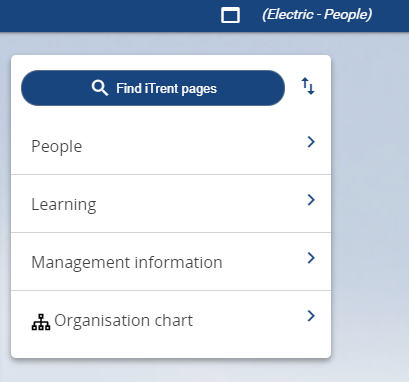 (Electric - People)
Find iTrent pages
People
Learning
Management information
Organisation chart